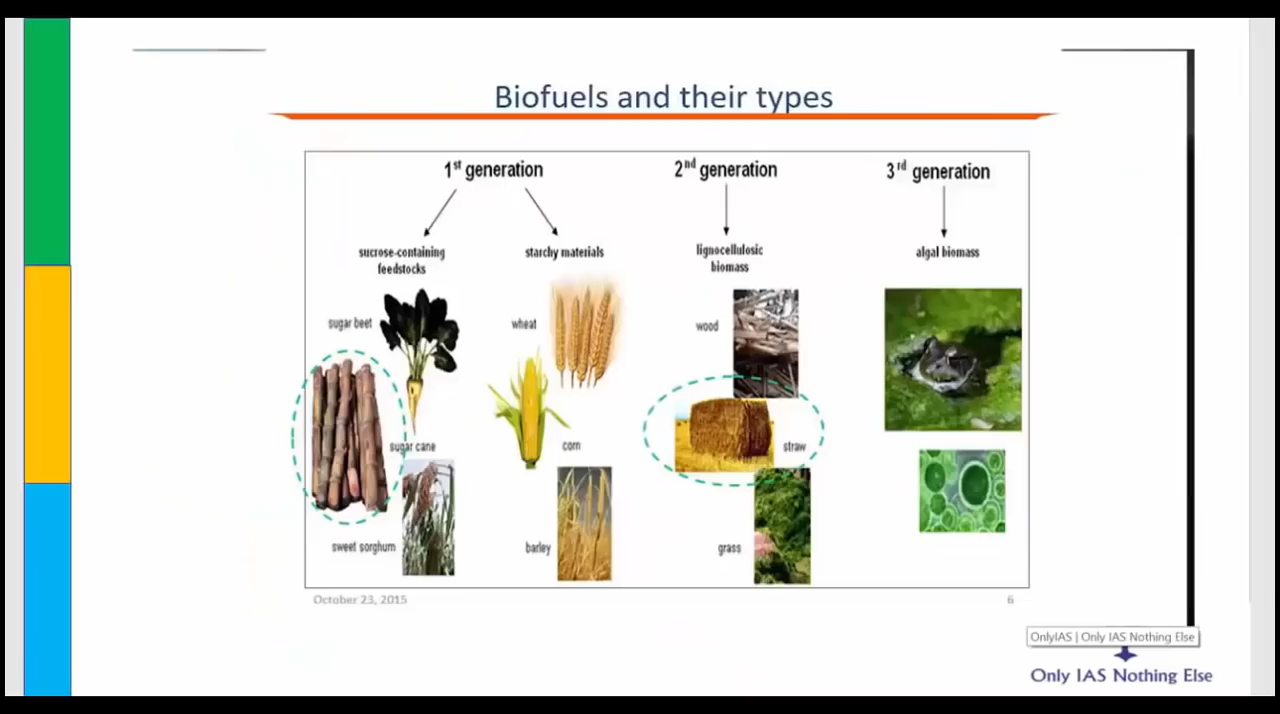 Biofuels and their types
1st generation
2nd generation
3rd generation
sucrose-containing
feedstocks
starchy materials
lignocellulosic
biomass
algal biomass
sugar beet
wheat
wood
sugar cane
corn
straw
sweet sorghum
barley
grass
October 23, 2015
6
OnlyIAS | Only IAS Nothing Else
Only IAS Nothing Else